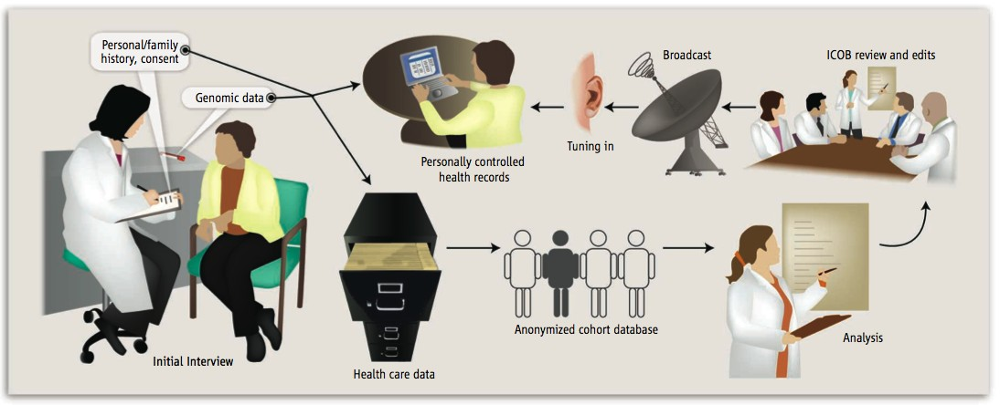 Personal/family
history, consent
Genomic data
Initial Interview
Personally controlled
health records
Tuning in
Broadcast
ICOB review and edits
Health care data
Anonymized cohort database
Analysis